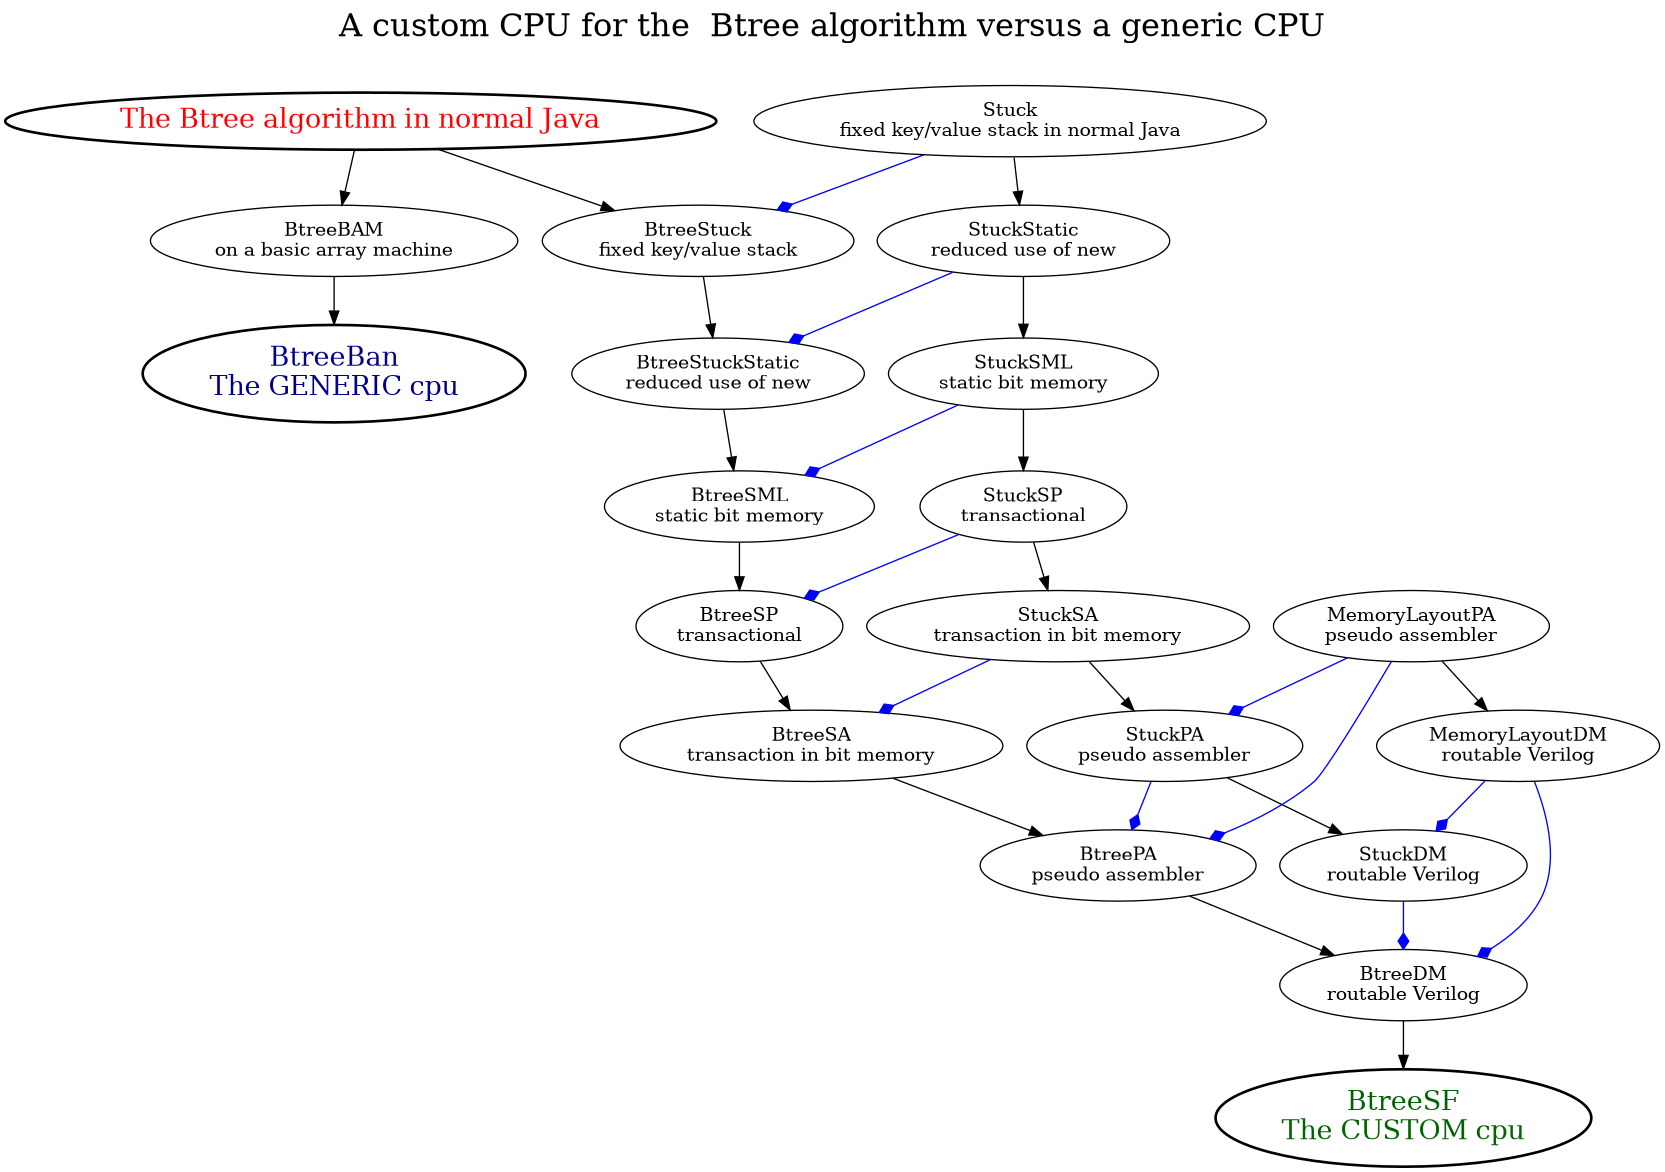 A custom CPU for the  Btree algorithm versus a generic CPU
The Btree algorithm in normal Java
Stuck
fixed key/value stack in normal Java
BtreeBAM
on a basic array machine
BtreeStuck
fixed key/value stack
StuckStatic
reduced use of new
BtreeBan
The GENERIC cpu
BtreeStuckStatic
reduced use of new
StuckSML
static bit memory
BtreeSML
static bit memory
StuckSP
transactional
BtreeSP
transactional
StuckSA
transaction in bit memory
MemoryLayoutPA
pseudo assembler
BtreeSA
transaction in bit memory
StuckPA
pseudo assembler
MemoryLayoutDM
routable Verilog
BtreePA
pseudo assembler
StuckDM
routable Verilog
BtreeDM
routable Verilog
BtreeSF
The CUSTOM cpu